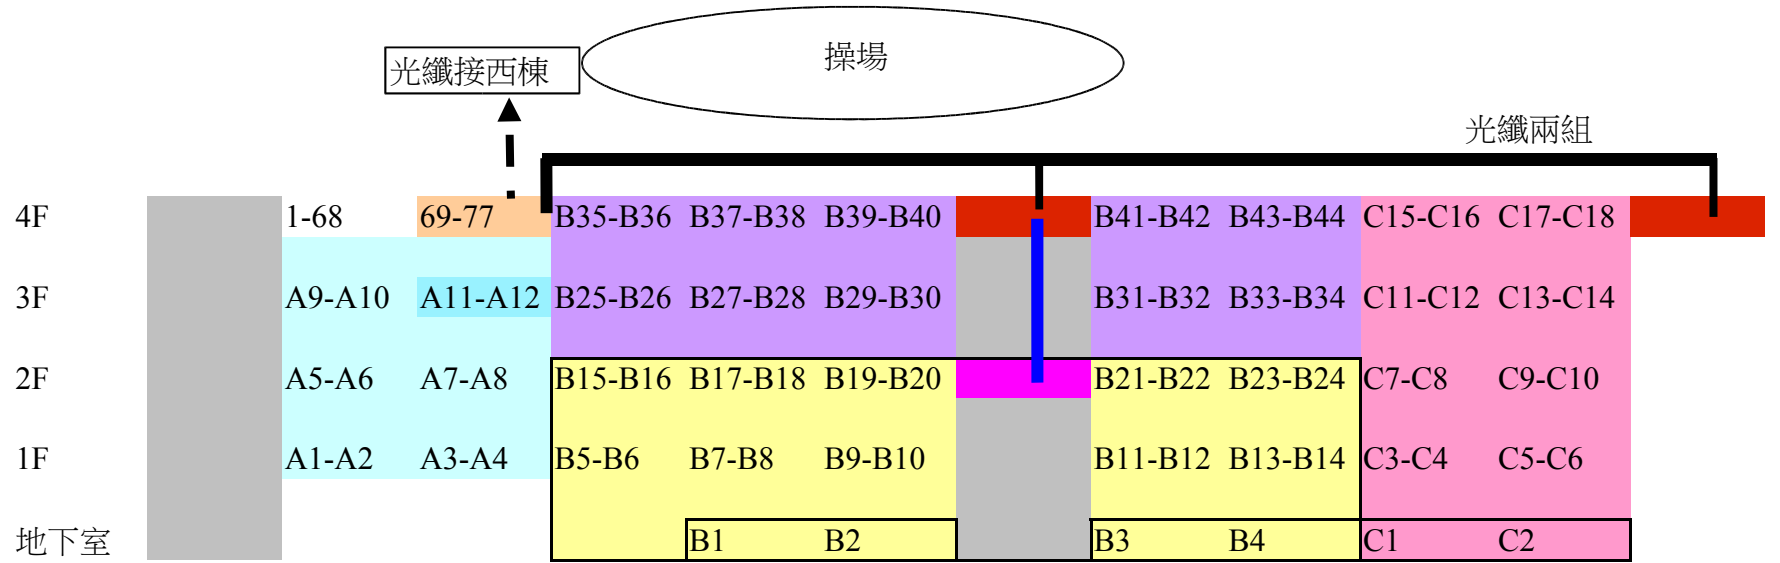 操場
光纖接西棟
光纖兩組
4F 1-68 69-77 B35-B36 B37-B38 B39-B40 B41-B42 B43-B44 C15-C16 C17-C18
3F A9-A10 A11-A12 B25-B26 B27-B28 B29-B30 B31-B32 B33-B34 C11-C12 C13-C14
2F A5-A6 A7-A8 B15-B16 B17-B18 B19-B20 B21-B22 B23-B24 C7-C8 C9-C10
1F A1-A2 A3-A4 B5-B6 B7-B8 B9-B10 B11-B12 B13-B14 C3-C4 C5-C6
地下室 B1 B2 B3 B4 C1 C2